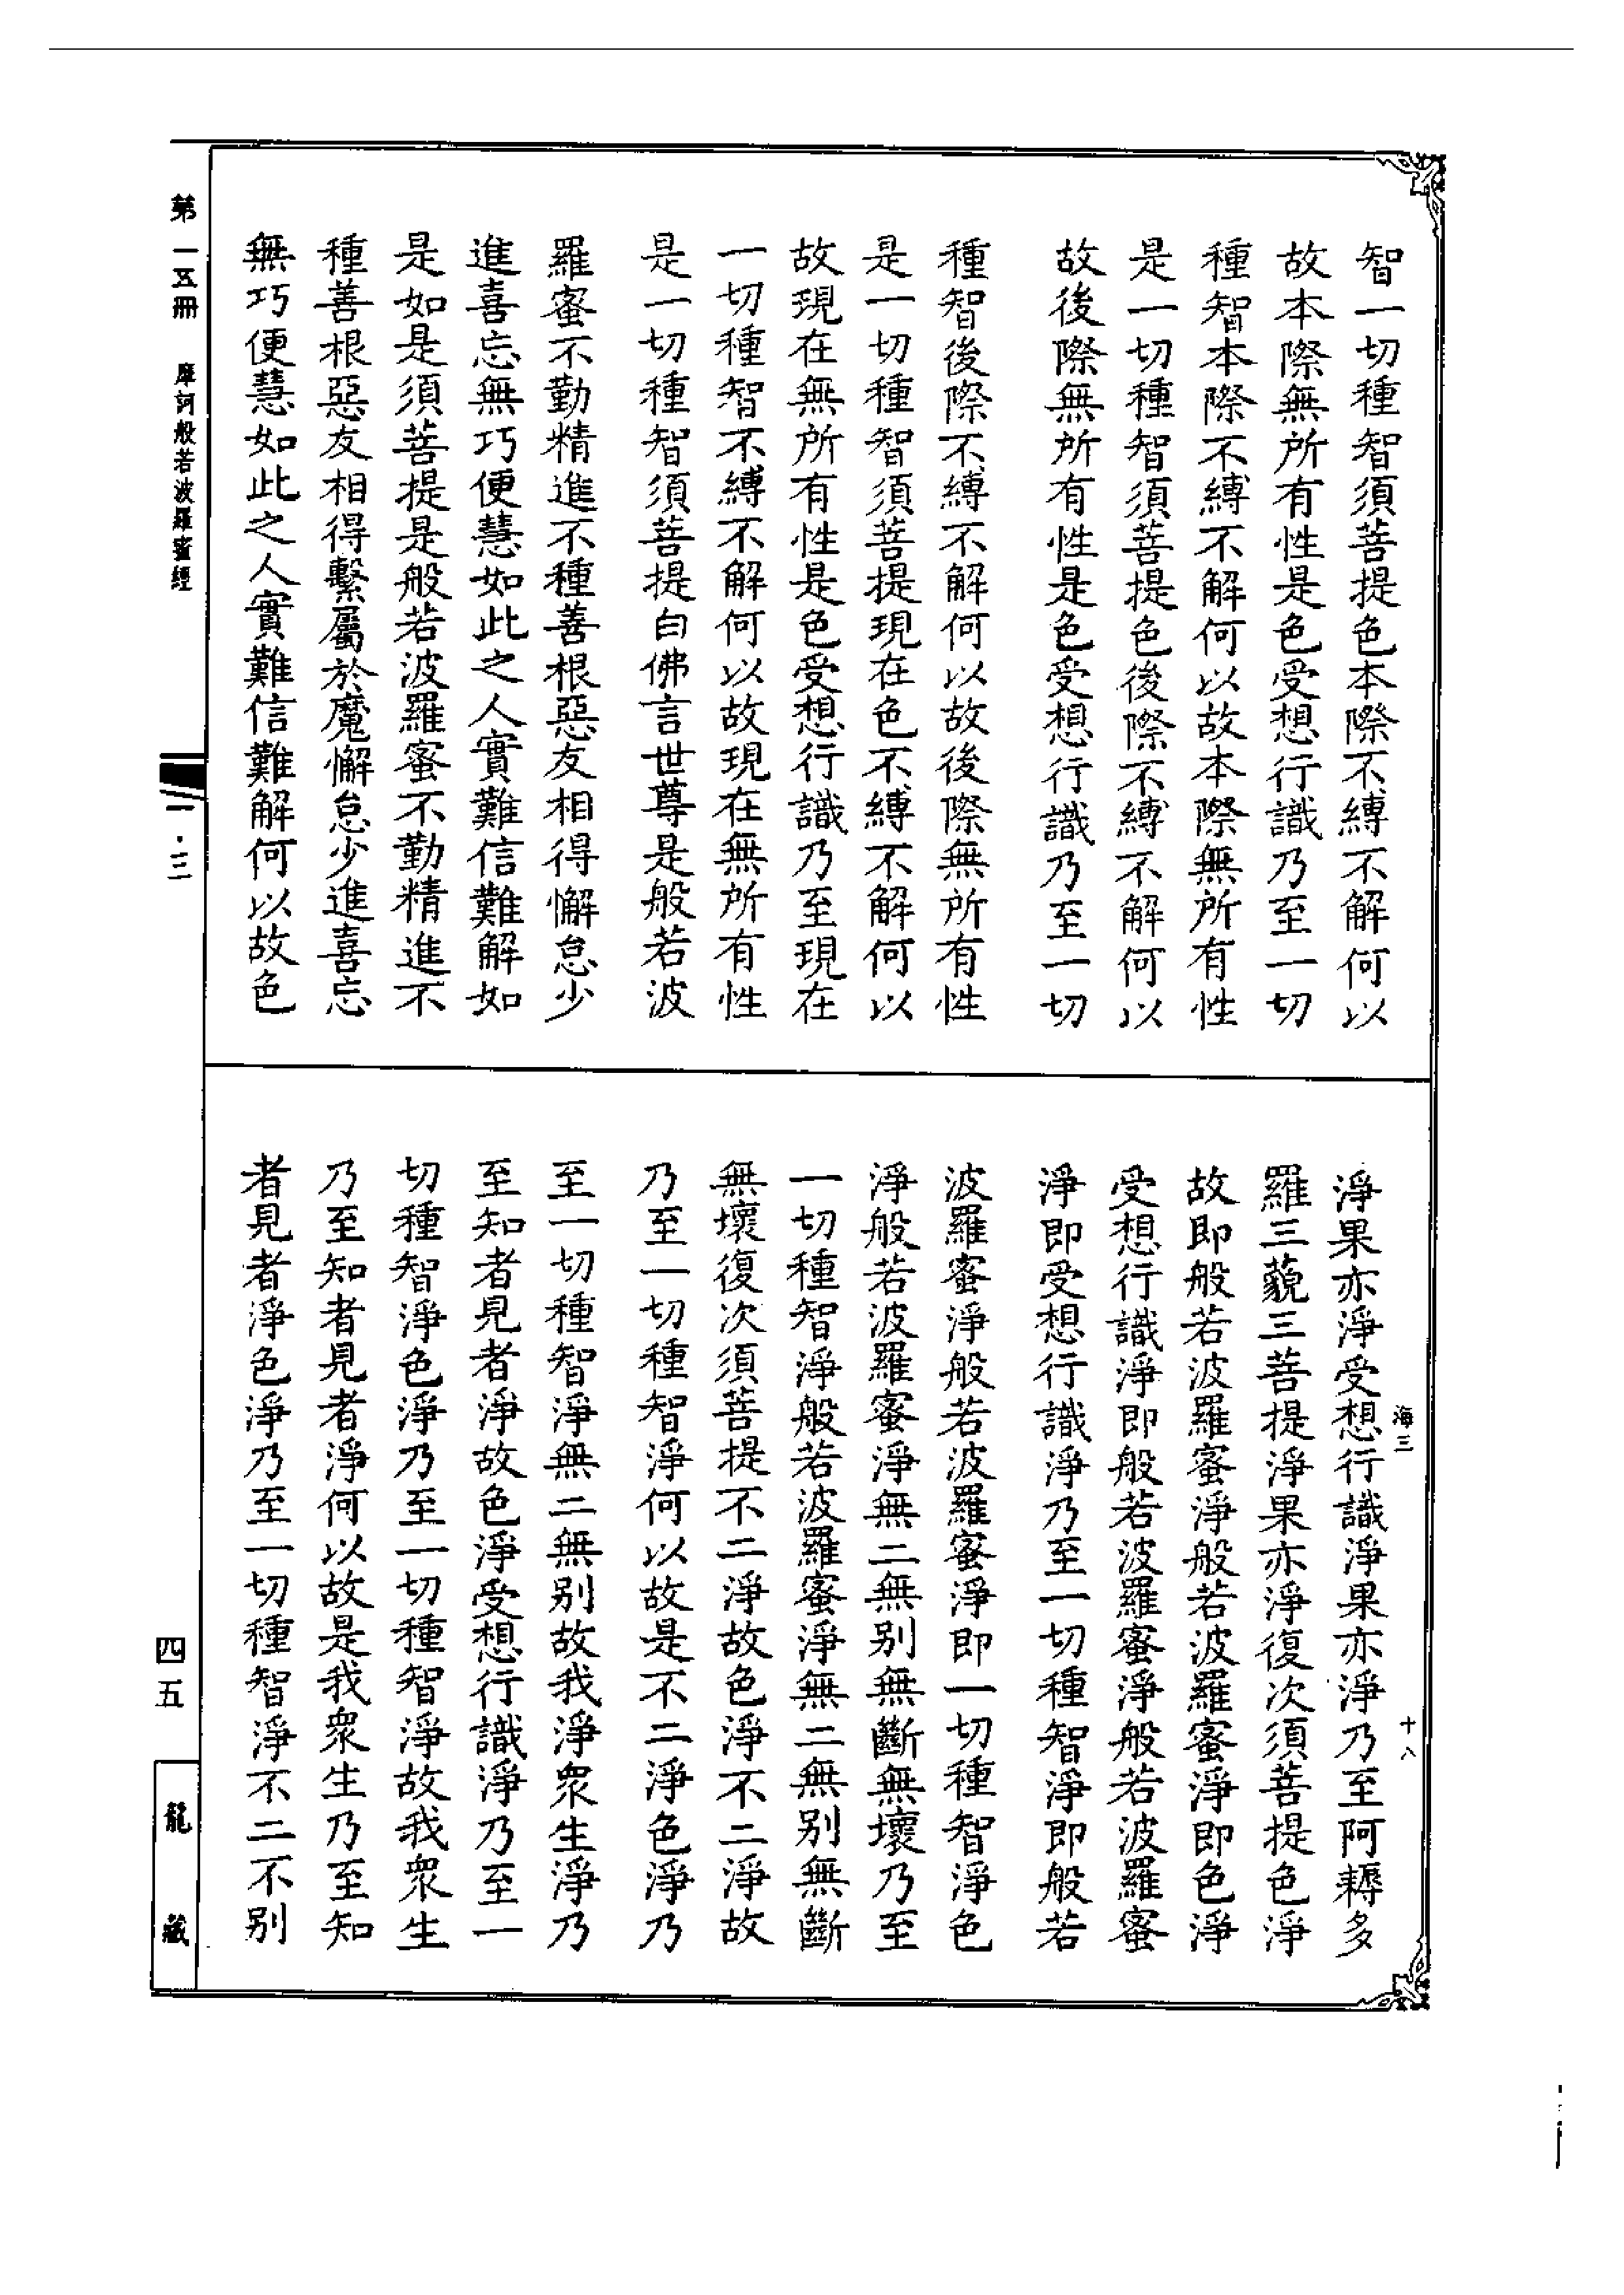 智一切種智須菩提色本際不縛不解何以
故本際無所有性是色受想行識乃至一切
種智本際不縛不解何以故本際無所有性
是一切種智須菩提色後際不縛不解何以
故後際無所有性是色受想行識乃至一切
種智後際不縛不解何以故後際無所有性
是一切種智須菩提現在色不縛不解何以
故現在無所有性是色受想行識乃至現在
一切種智不縛不解何以故現在無所有性
是一切種智須菩提白佛言世尊是般若波
羅蜜不勤精進不種善根惡友相得懈怠少
進喜忘無巧便慧如此之人實難信難解如
是如是須菩提是般若波羅蜜不勤精進不
種善根惡友相得繫屬於魔懈怠少進喜忘
無巧便慧如此之人實難信難解何以故色
淨果亦淨受想行識淨果亦淨乃至阿耨多
羅三藐三菩提淨果亦淨復次須菩提色淨
故即般若波羅蜜淨般若波羅蜜淨即色淨
受想行識淨即般若波羅蜜淨般若波羅蜜
淨即受想行識淨乃至一切種智淨即般若
波羅蜜淨般若波羅蜜淨即一切種智淨色
淨般若波羅蜜淨無二無別無斷無壞乃至
一切種智淨般若波羅蜜淨無二無別無斷
無壞復次須菩提不二淨故色淨不二淨故
乃至一切種智淨何以故是不二淨色淨乃
至一切種智淨無二無別故我淨衆生淨乃
至知者見者淨故色淨受想行識淨乃至一
切種智淨色淨乃至一切種智淨故我衆生
乃至知者見者淨何以故是我衆生乃至知
者見者淨色淨乃至一切種智淨不二不別
海三
十八
第一五冊
摩訶般若波羅蜜經
一·三
四五
龍藏